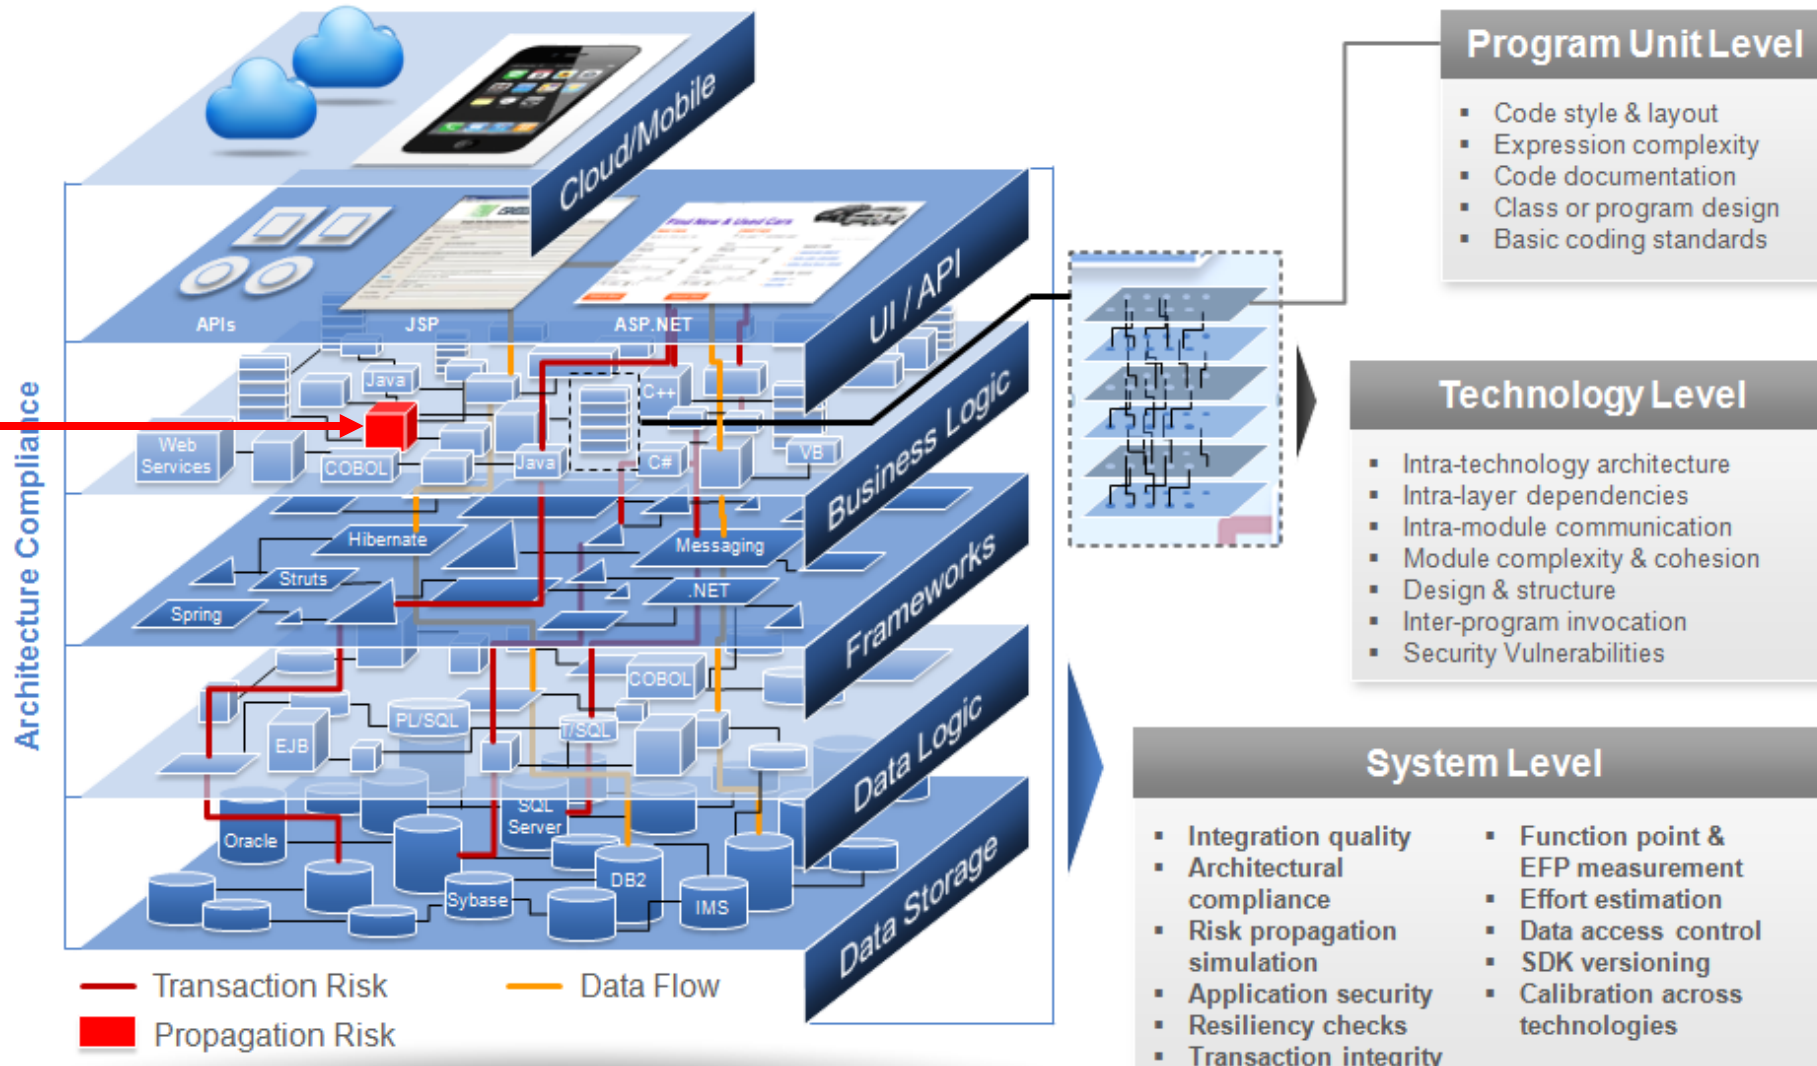 Cloud/Mobile
Find New & Used Cars
APIs
JSP
ASP.NET
UI / API
Java
C++
Web
Services
COBOL
Java
C#
VB
Business Logic
Hibernate
Messaging
Struts
.NET
Spring
Frameworks
COBOL
PL/SQL
T/SQL
EJB
Data Logic
SQL
Server
Oracle
DB2
Sybase
IMS
Data Storage
Architecture Compliance
Transaction Risk
Data Flow
Propagation Risk
Program Unit Level
▪ Code style & layout
▪ Expression complexity
▪ Code documentation
▪ Class or program design
▪ Basic coding standards
Technology Level
▪ Intra-technology architecture
▪ Intra-layer dependencies
▪ Intra-module communication
▪ Module complexity & cohesion
▪ Design & structure
▪ Inter-program invocation
▪ Security Vulnerabilities
System Level
▪ Integration quality
▪ Architectural
compliance
▪ Risk propagation
simulation
▪ Application security
▪ Resiliency checks
▪ Transaction integrity
▪ Function point &
EFP measurement
▪ Effort estimation
▪ Data access control
▪ SDK versioning
▪ Calibration across
technologies